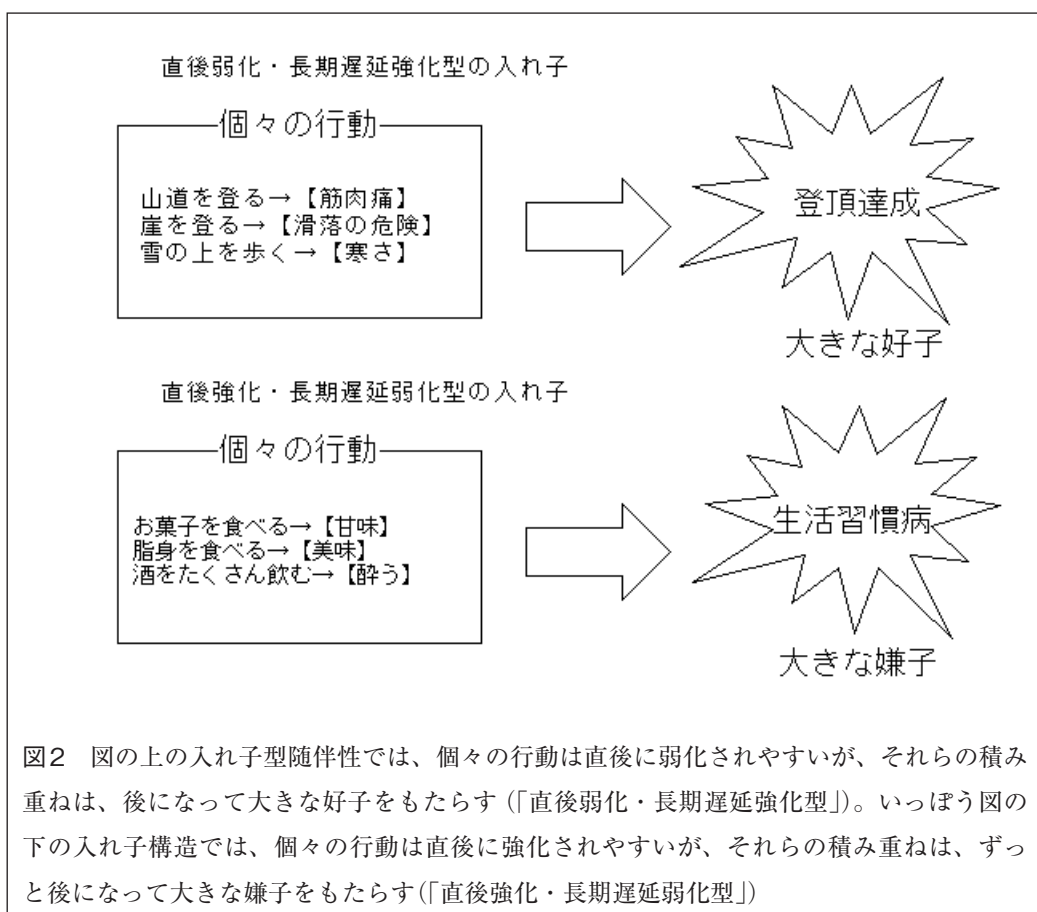 直後弱化・長期遅延強化型の入れ子
個々の行動
山道を登る→【筋肉痛】
崖を登る→【滑落の危険】
雪の上を歩く→【寒さ】
登頂達成
大きな好子
直後強化・長期遅延弱化型の入れ子
個々の行動
お菓子を食べる→【甘味】
脂身を食べる→【美味】
酒をたくさん飲む→【酔う】
生活習慣病
大きな嫌子
図2　図の上の入れ子型随伴性では、個々の行動は直後に弱化されやすいが、それらの積み
重ねは、後になって大きな好子をもたらす(「直後弱化・長期遅延強化型」)。いっぽう図の
下の入れ子構造では、個々の行動は直後に強化されやすいが、それらの積み重ねは、ずっ
と後になって大きな嫌子をもたらす(「直後強化・長期遅延弱化型」)